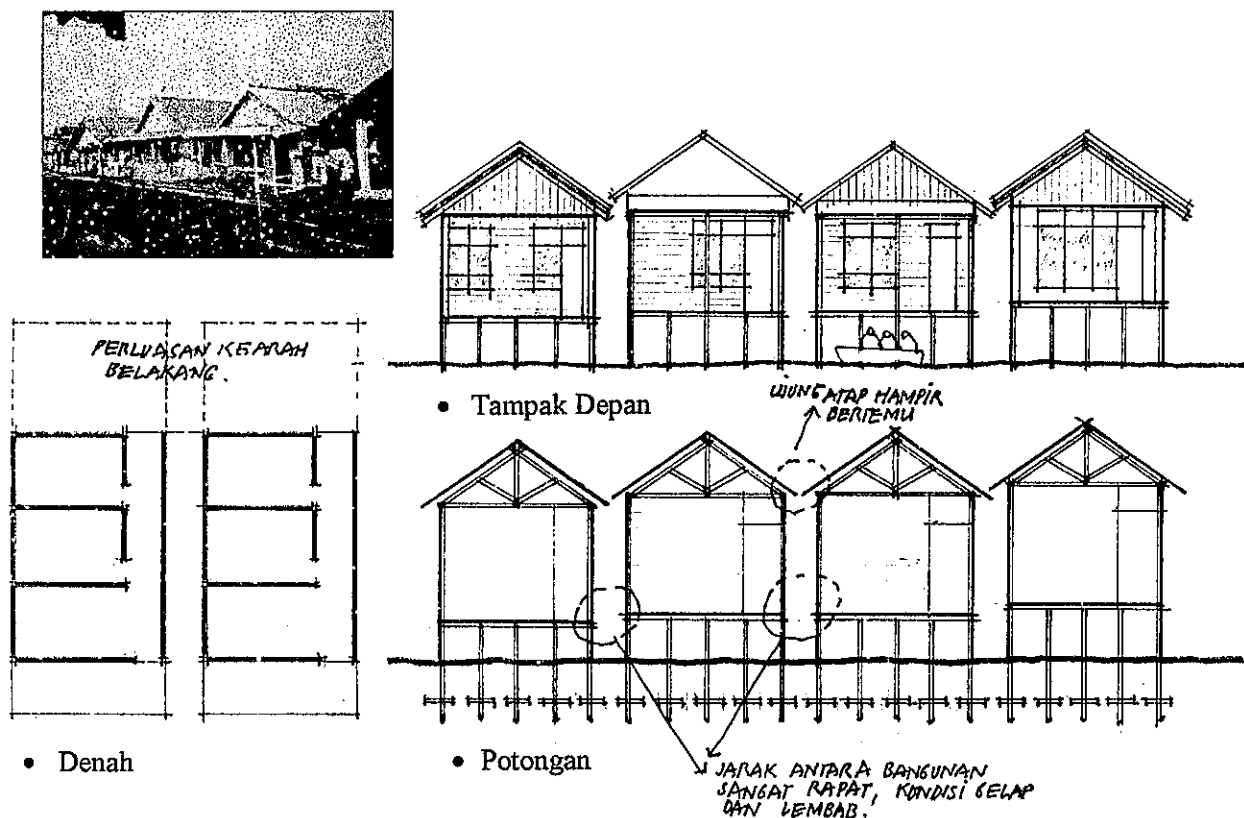 PERLUASAN KEARAH
BELAKANG.
• Tampak Depan
UJUNG ATAP HAMPIR
BERTEMU
• Denah
• Potongan
JARAK ANTARA BANGUNAN
SANGAT RAPAT, KONDISI GELAP
DAN LEMBAB.